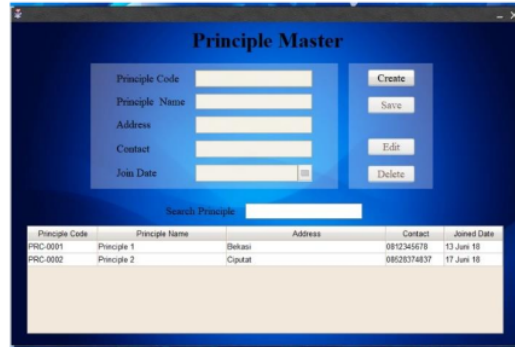 Principle Master
Principle Code
Create
Principle Name
Save
Address
Contact
Edit
Join Date
Delete
Search Principle
Principle Code Principle Name Address Contact Joined Date
PRC-0001 Principle 1 Bekasi 0812345678 13 Juni 18
PRC-0002 Principle 2 Ciputat 08528374837 17 Juni 18